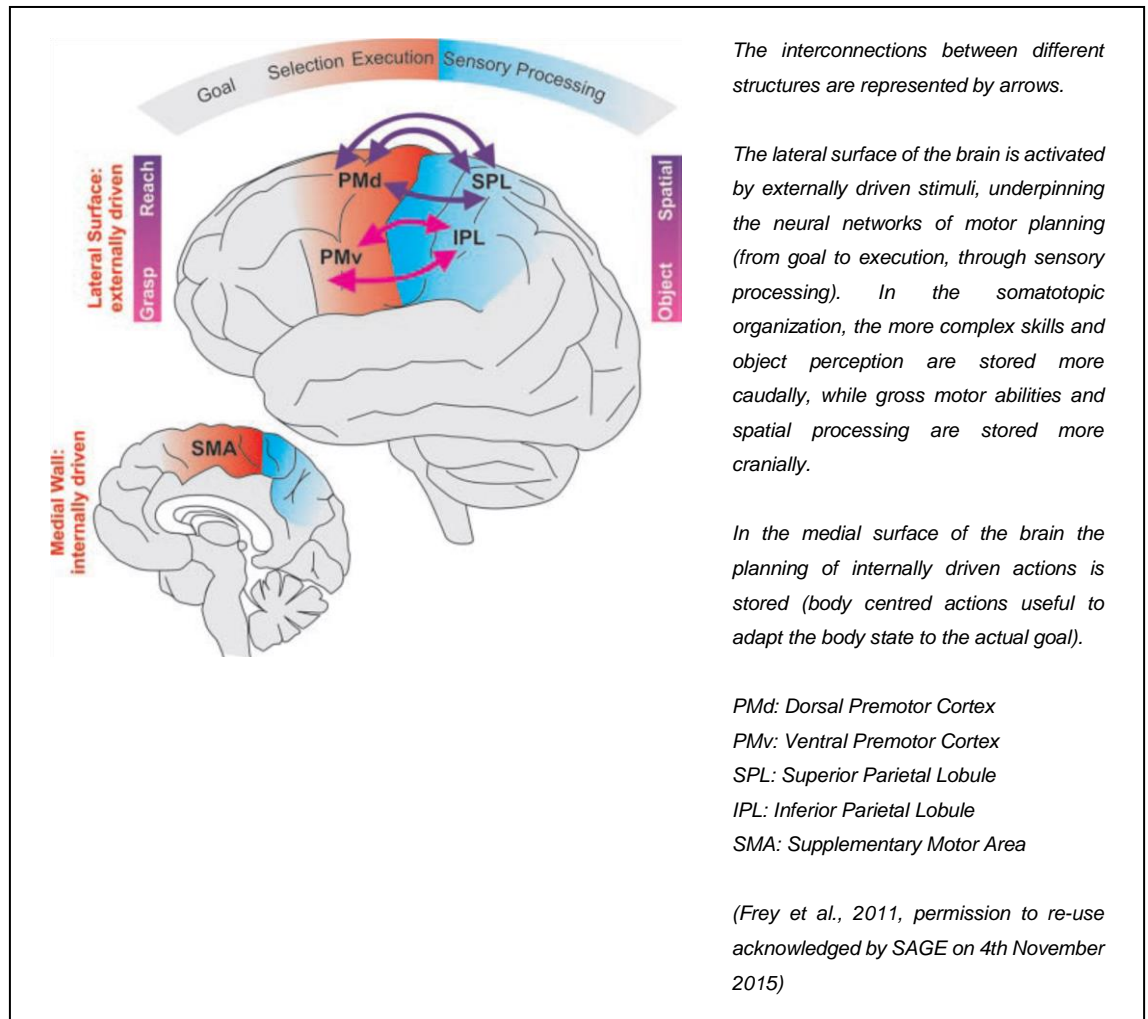 Goal
Selection Execution
Sensory Processing
Lateral Surface:
externally driven
Reach
Grasp
PMd
SPL
IPL
PMv
Spatial
Object
Medial Wall:
internally driven
SMA
The interconnections between different
structures are represented by arrows.
The lateral surface of the brain is activated
by externally driven stimuli, underpinning
the neural networks of motor planning
(from goal to execution, through sensory
processing). In the somatotopic
organization, the more complex skills and
object perception are stored more
caudally, while gross motor abilities and
spatial processing are stored more
cranially.
In the medial surface of the brain the
planning of internally driven actions is
stored (body centred actions useful to
adapt the body state to the actual goal).
PMd: Dorsal Premotor Cortex
PMv: Ventral Premotor Cortex
SPL: Superior Parietal Lobule
IPL: Inferior Parietal Lobule
SMA: Supplementary Motor Area
(Frey et al., 2011, permission to re-use
acknowledged by SAGE on 4th November
2015)